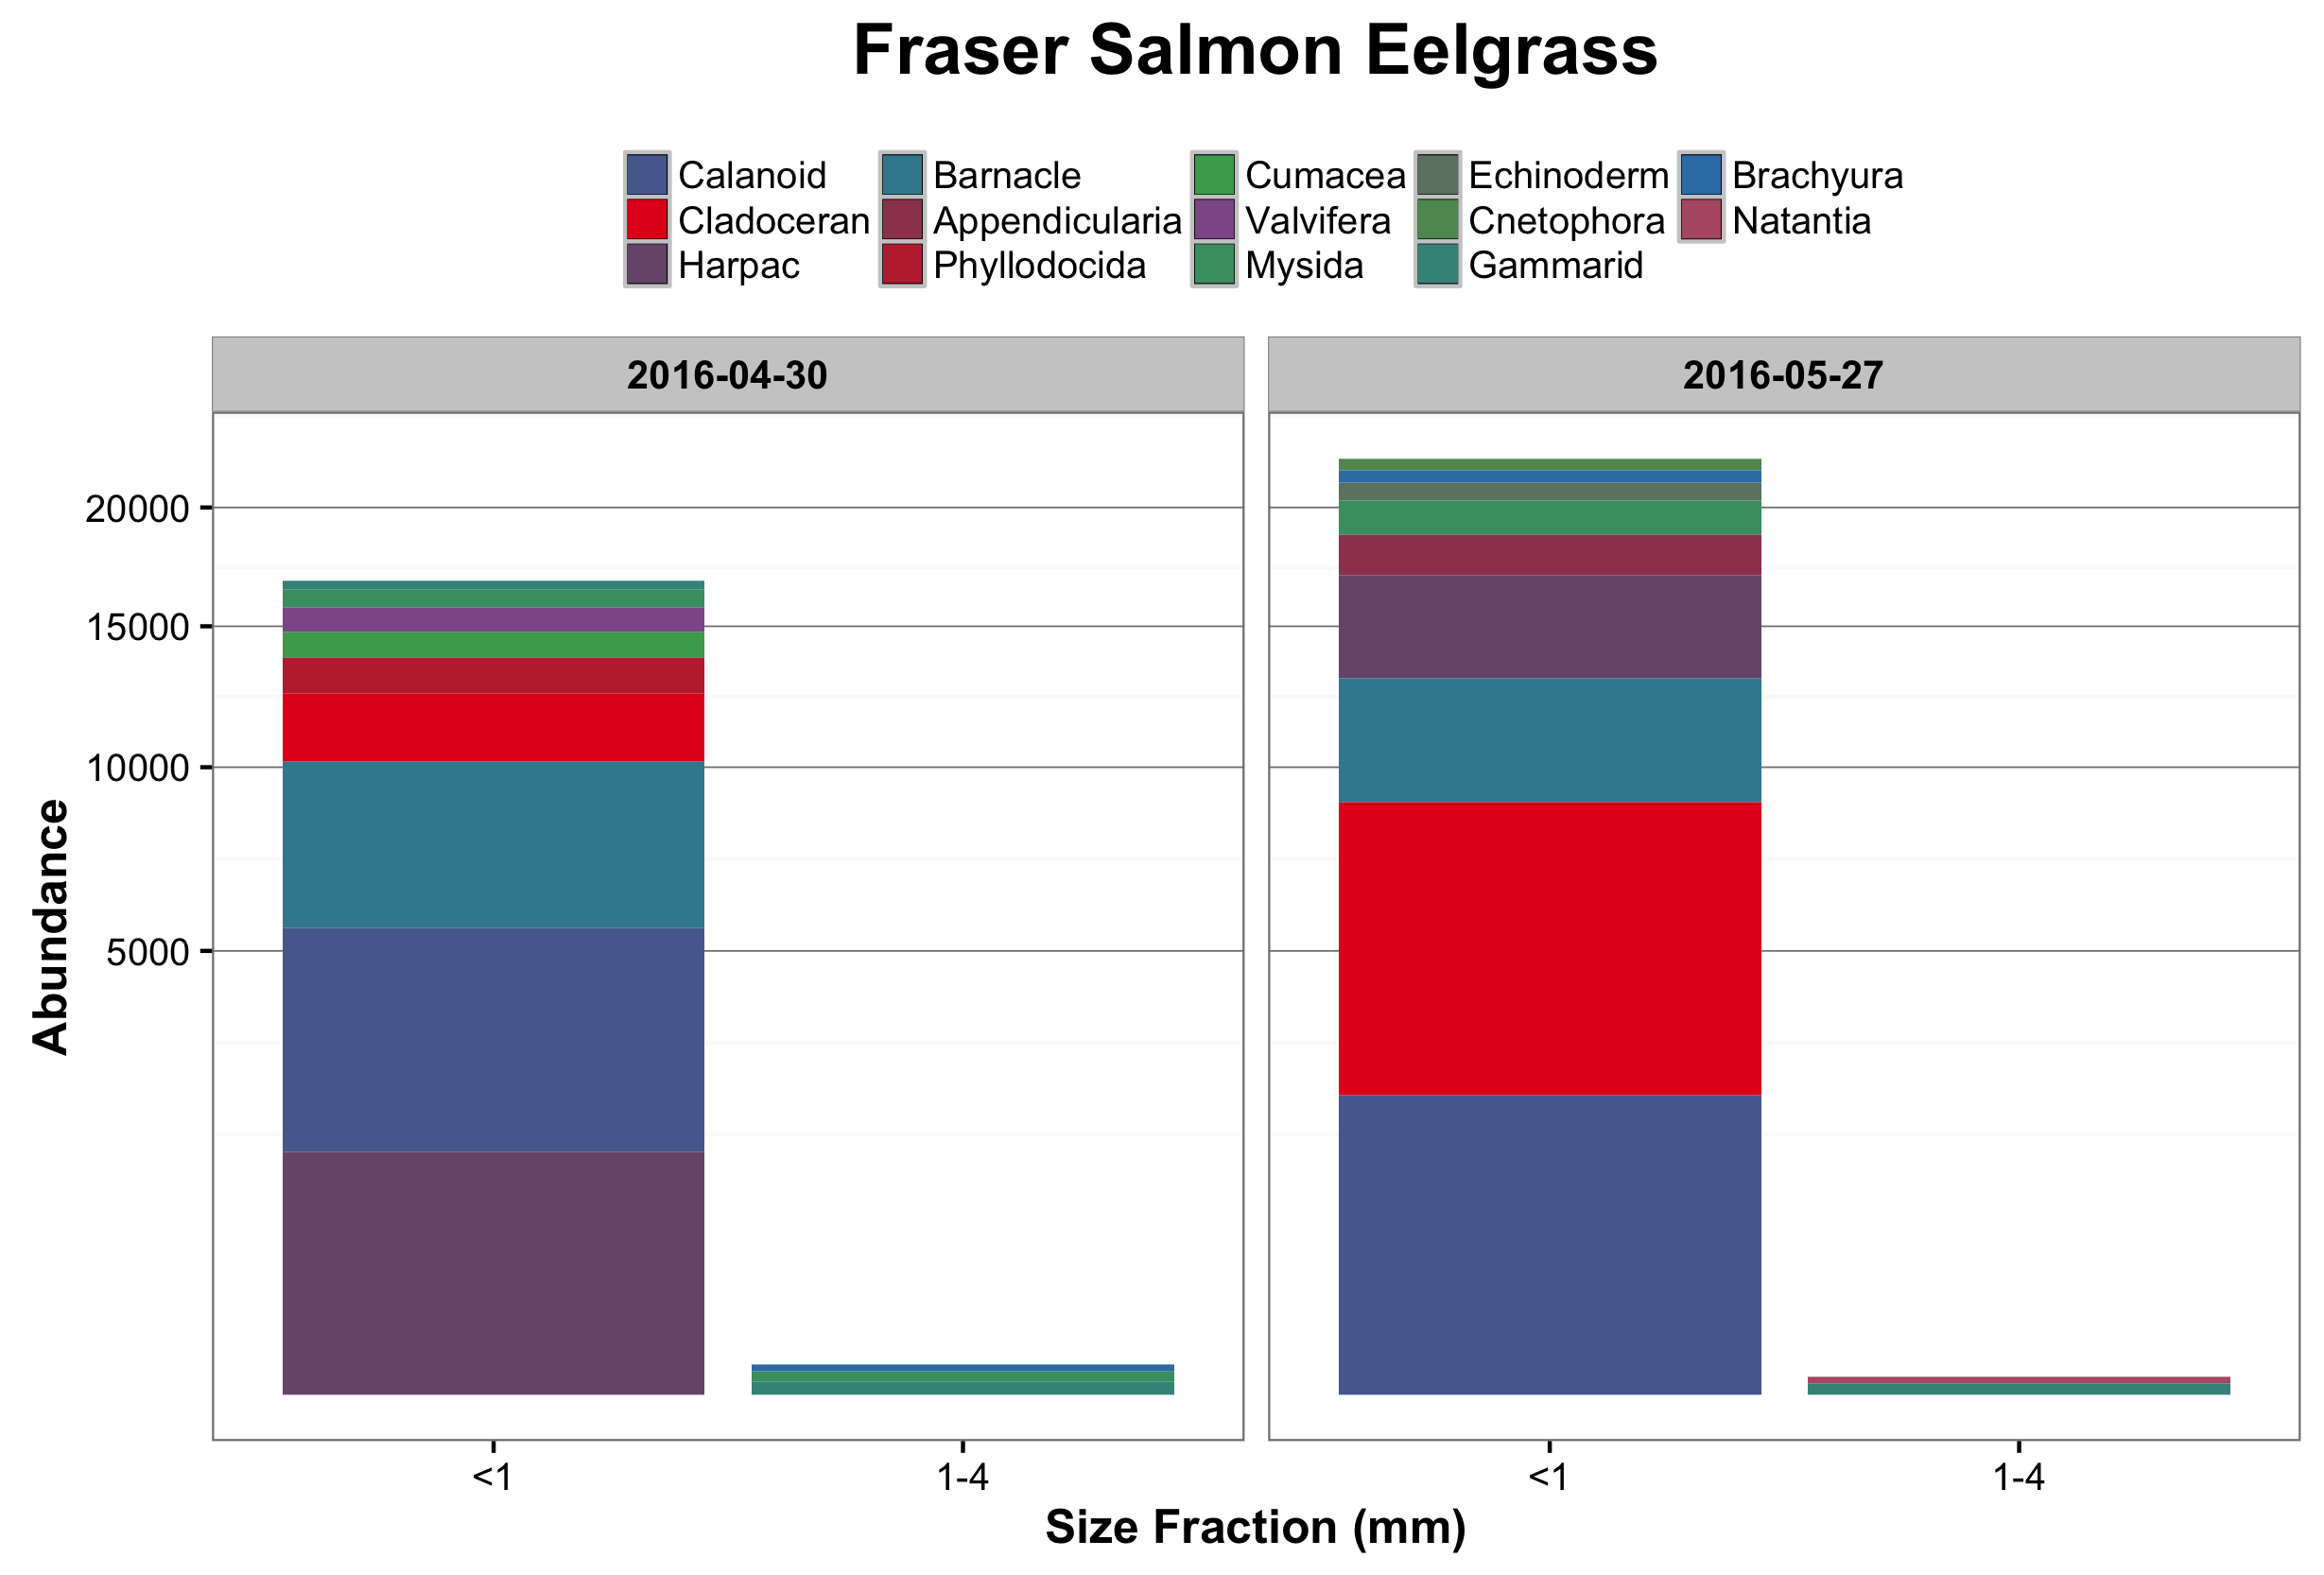 Fraser Salmon Eelgrass
Calanoid Barnacle Cumacea Echinoderm Brachyura
Cladoceran Appendicularia Valvifera Cnetophora Natantia
Harpac Phyllodocida Mysida Gammarid
2016-04-30 2016-05-27
20000
15000
10000
5000
Abundance
<1 1-4 <1 1-4
Size Fraction (mm)